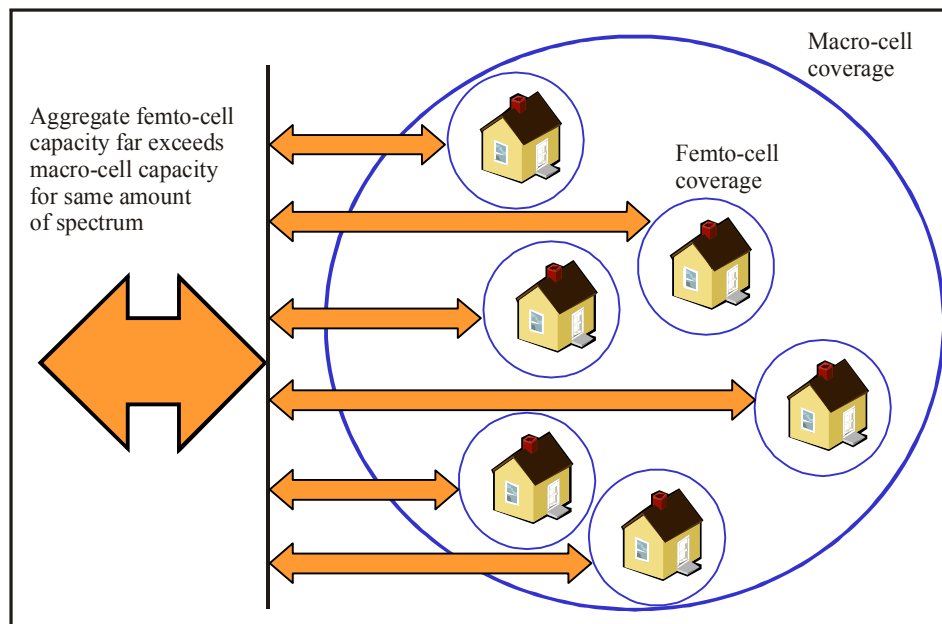 Macro-cell
coverage
Aggregate femto-cell
capacity far exceeds
macro-cell capacity
for same amount
of spectrum
Femto-cell
coverage